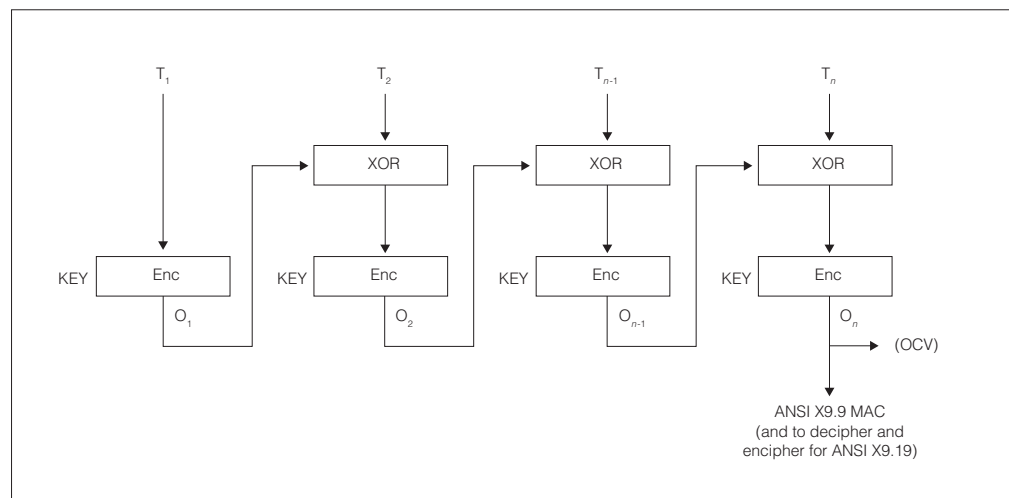 T1 T2 Tn-1 Tn
XOR XOR XOR
KEY Enc KEY Enc KEY Enc KEY Enc
O1 O2 On-1 On
(OCV)
ANSI X9.9 MAC
(and to decipher and
encipher for ANSI X9.19)